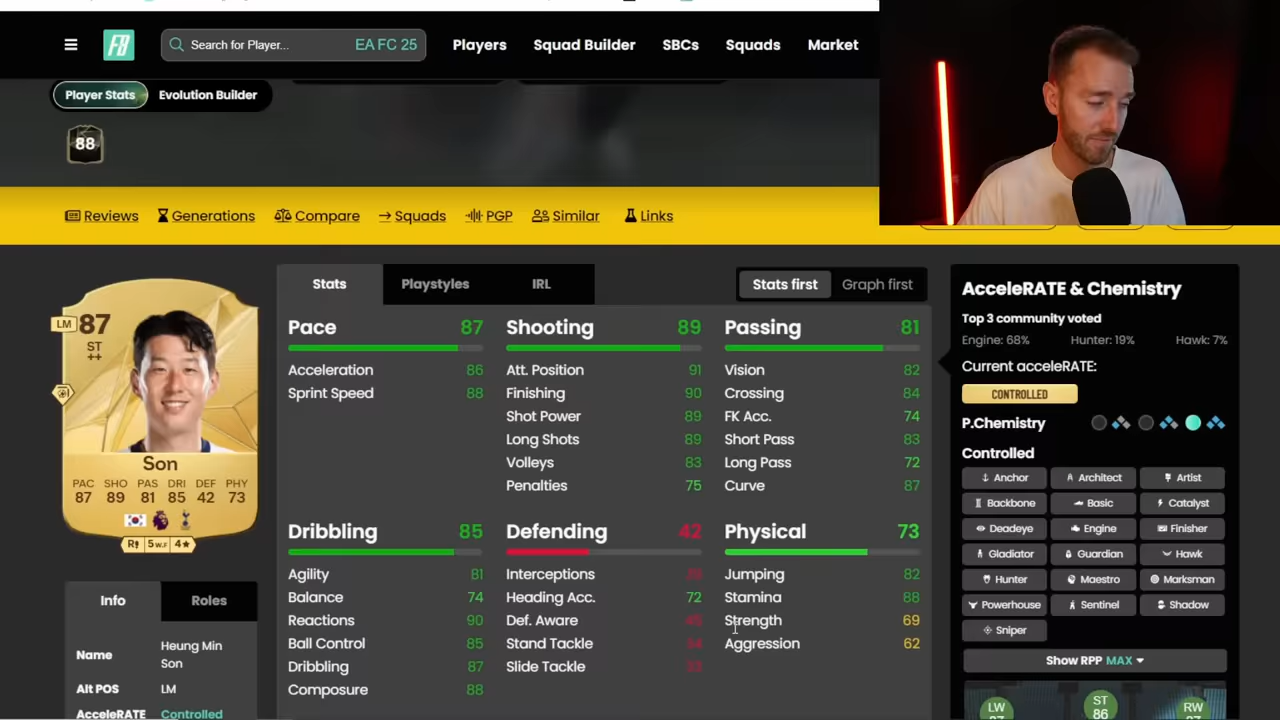 FB
Search for Player...
EA FC 25
Players
Squad Builder
SBCs
Squads
Market
Player Stats
Evolution Builder
88
Reviews
Generations
Compare
Squads
PGP
Similar
Links
LM 87
ST
++
Son
PAC SHO PAS DRI DEF PHY
87 89 81 85 42 73
5 W.F 4★
Info
Roles
Name
Heung Min
Son
Alt POS
LM
AcceleRATE
Controlled
Stats
Playstyles
IRL
Stats first
Graph first
Pace 87
Acceleration 86
Sprint Speed 88
Shooting 89
Att. Position 91
Finishing 90
Shot Power 89
Long Shots 89
Volleys 83
Penalties 75
Passing 81
Vision 82
Crossing 84
FK Acc. 74
Short Pass 83
Long Pass 72
Curve 87
Dribbling 85
Agility 81
Balance 74
Reactions 90
Ball Control 85
Dribbling 87
Composure 88
Defending 42
Interceptions
Heading Acc. 72
Def. Aware
Stand Tackle
Slide Tackle
Physical 73
Jumping 82
Stamina 88
Strength 69
Aggression 62
AcceleRATE & Chemistry
Top 3 community voted
Engine: 68% Hunter: 19% Hawk: 7%
Current acceleRATE:
CONTROLLED
P.Chemistry
Controlled
Anchor Architect Artist
Backbone Basic Catalyst
Deadeye Engine Finisher
Gladiator Guardian Hawk
Hunter Maestro Marksman
Powerhouse Sentinel Shadow
Sniper
Show RPP MAX
LW
ST
86
RW